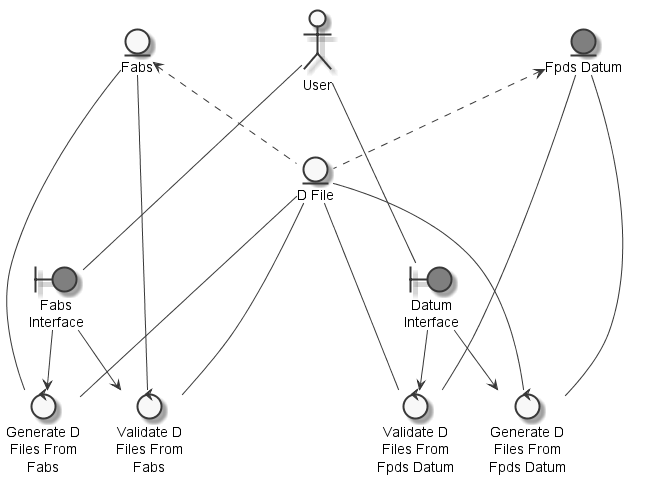 Fabs
User
Fpds Datum
D File
Fabs
Interface
Datum
Interface
Generate D
Files From
Fabs
Validate D
Files From
Fabs
Validate D
Files From
Fpds Datum
Generate D
Files From
Fpds Datum